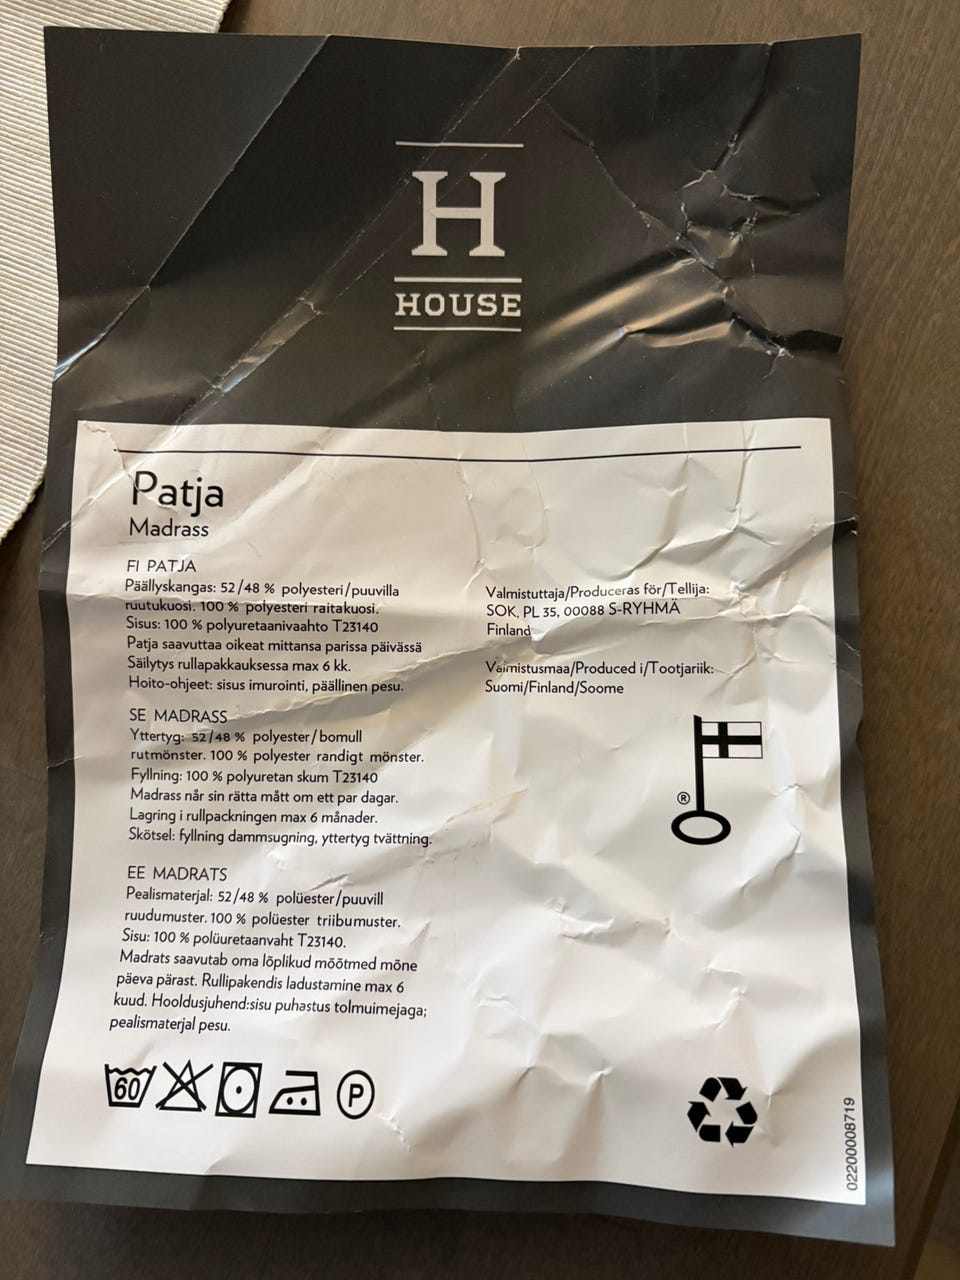 H
HOUSE
Patja
Madrass
FI PATJA
Päällyskangas: 52/48 % polyesteri/puuvilla
ruutukuosi. 100 % polyesteri raitakuosi.
Sisus: 100 % polyuretaanivaahto T23140
Patja saavuttaa oikeat mittansa parissa päivässä
Säilytys rullapakkauksessa max 6 kk.
Hoito-ohjeet: sisus imurointi, päällinen pesu.
SE MADRASS
Yttertyg: 52/48 % polyester/bomull
rutmönster. 100 % polyester randigt mönster.
Fyllning: 100 % polyuretan skum T23140
Madrass når sin rätta mått om ett par dagar.
Lagring i rullpackningen max 6 månader.
Skötsel: fyllning dammsugning, yttertyg tvättning.
EE MADRATS
Pealismaterjal: 52/48 % polüester/puuvill
ruudumuster. 100 % polüester triibumuster.
Sisu: 100 % polüuretaanvaht T23140.
Madrats saavutab oma lõplikud mõõtmed mõne
päeva pärast. Rullipakendis ladustamine max 6
kuud. Hooldusjuhend:sisu puhastus tolmuimejaga;
pealismaterjal pesu.
60
P
Valmistuttaja/Produceras för/Tellija:
SOK, PL 35, 00088 S-RYHMÄ
Finland
Valmistusmaa/Produced i/Tootjariik:
Suomi/Finland/Soome
®
02200008719